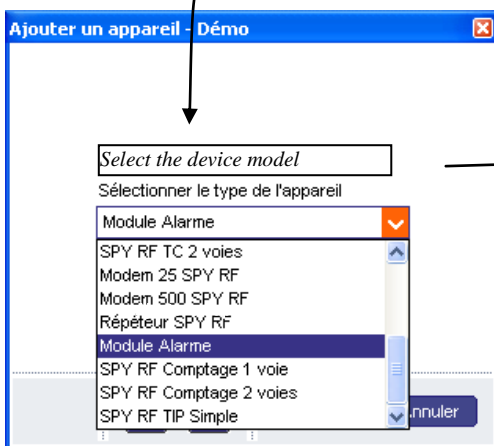 Ajouter un appareil - Démo
Select the device model
Sélectionner le type de l'appareil
Module Alarme
SPY RF TC 2 voies
Modem 25 SPY RF
Modem 500 SPY RF
Répéteur SPY RF
Module Alarme
SPY RF Comptage 1 voie
SPY RF Comptage 2 voies
SPY RF TIP Simple